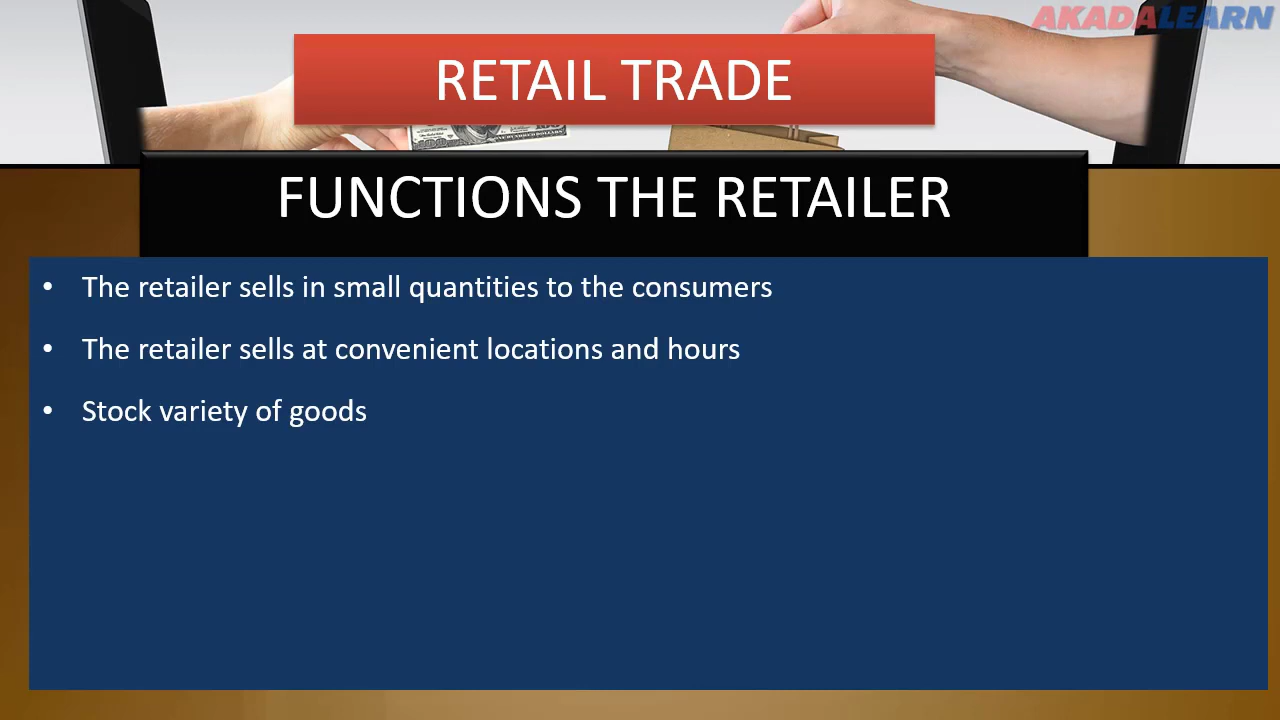 AKADALEARN
RETAIL TRADE
FUNCTIONS THE RETAILER
• The retailer sells in small quantities to the consumers
• The retailer sells at convenient locations and hours
• Stock variety of goods